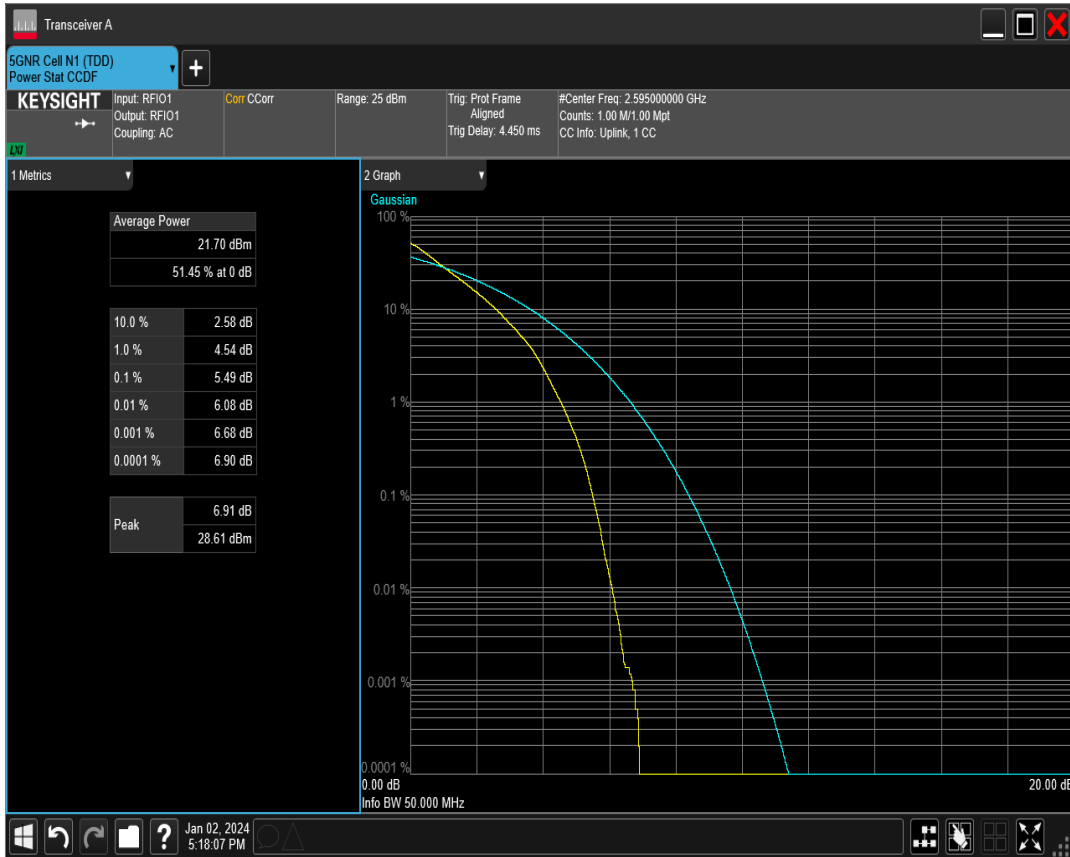 Transceiver A
5GNR Cell N1 (TDD)
Power Stat CCDF
+
KEYSIGHT
LXI
Input: RFIO1
Output: RFIO1
Coupling: AC
Corr CCorr
Range: 25 dBm
Trig: Prot Frame
Aligned
Trig Delay: 4.450 ms
#Center Freq: 2.595000000 GHz
Counts: 1.00 M/1.00 Mpt
CC Info: Uplink, 1 CC
1 Metrics
Average Power
21.70 dBm
51.45 % at 0 dB
10.0 % 2.58 dB
1.0 % 4.54 dB
0.1 % 5.49 dB
0.01 % 6.08 dB
0.001 % 6.68 dB
0.0001 % 6.90 dB
Peak
6.91 dB
28.61 dBm
2 Graph
Gaussian
100 %
10 %
1 %
0.1 %
0.01 %
0.001 %
0.0001 %
0.00 dB
20.00 dB
Info BW 50.000 MHz
?
Jan 02, 2024
5:18:07 PM